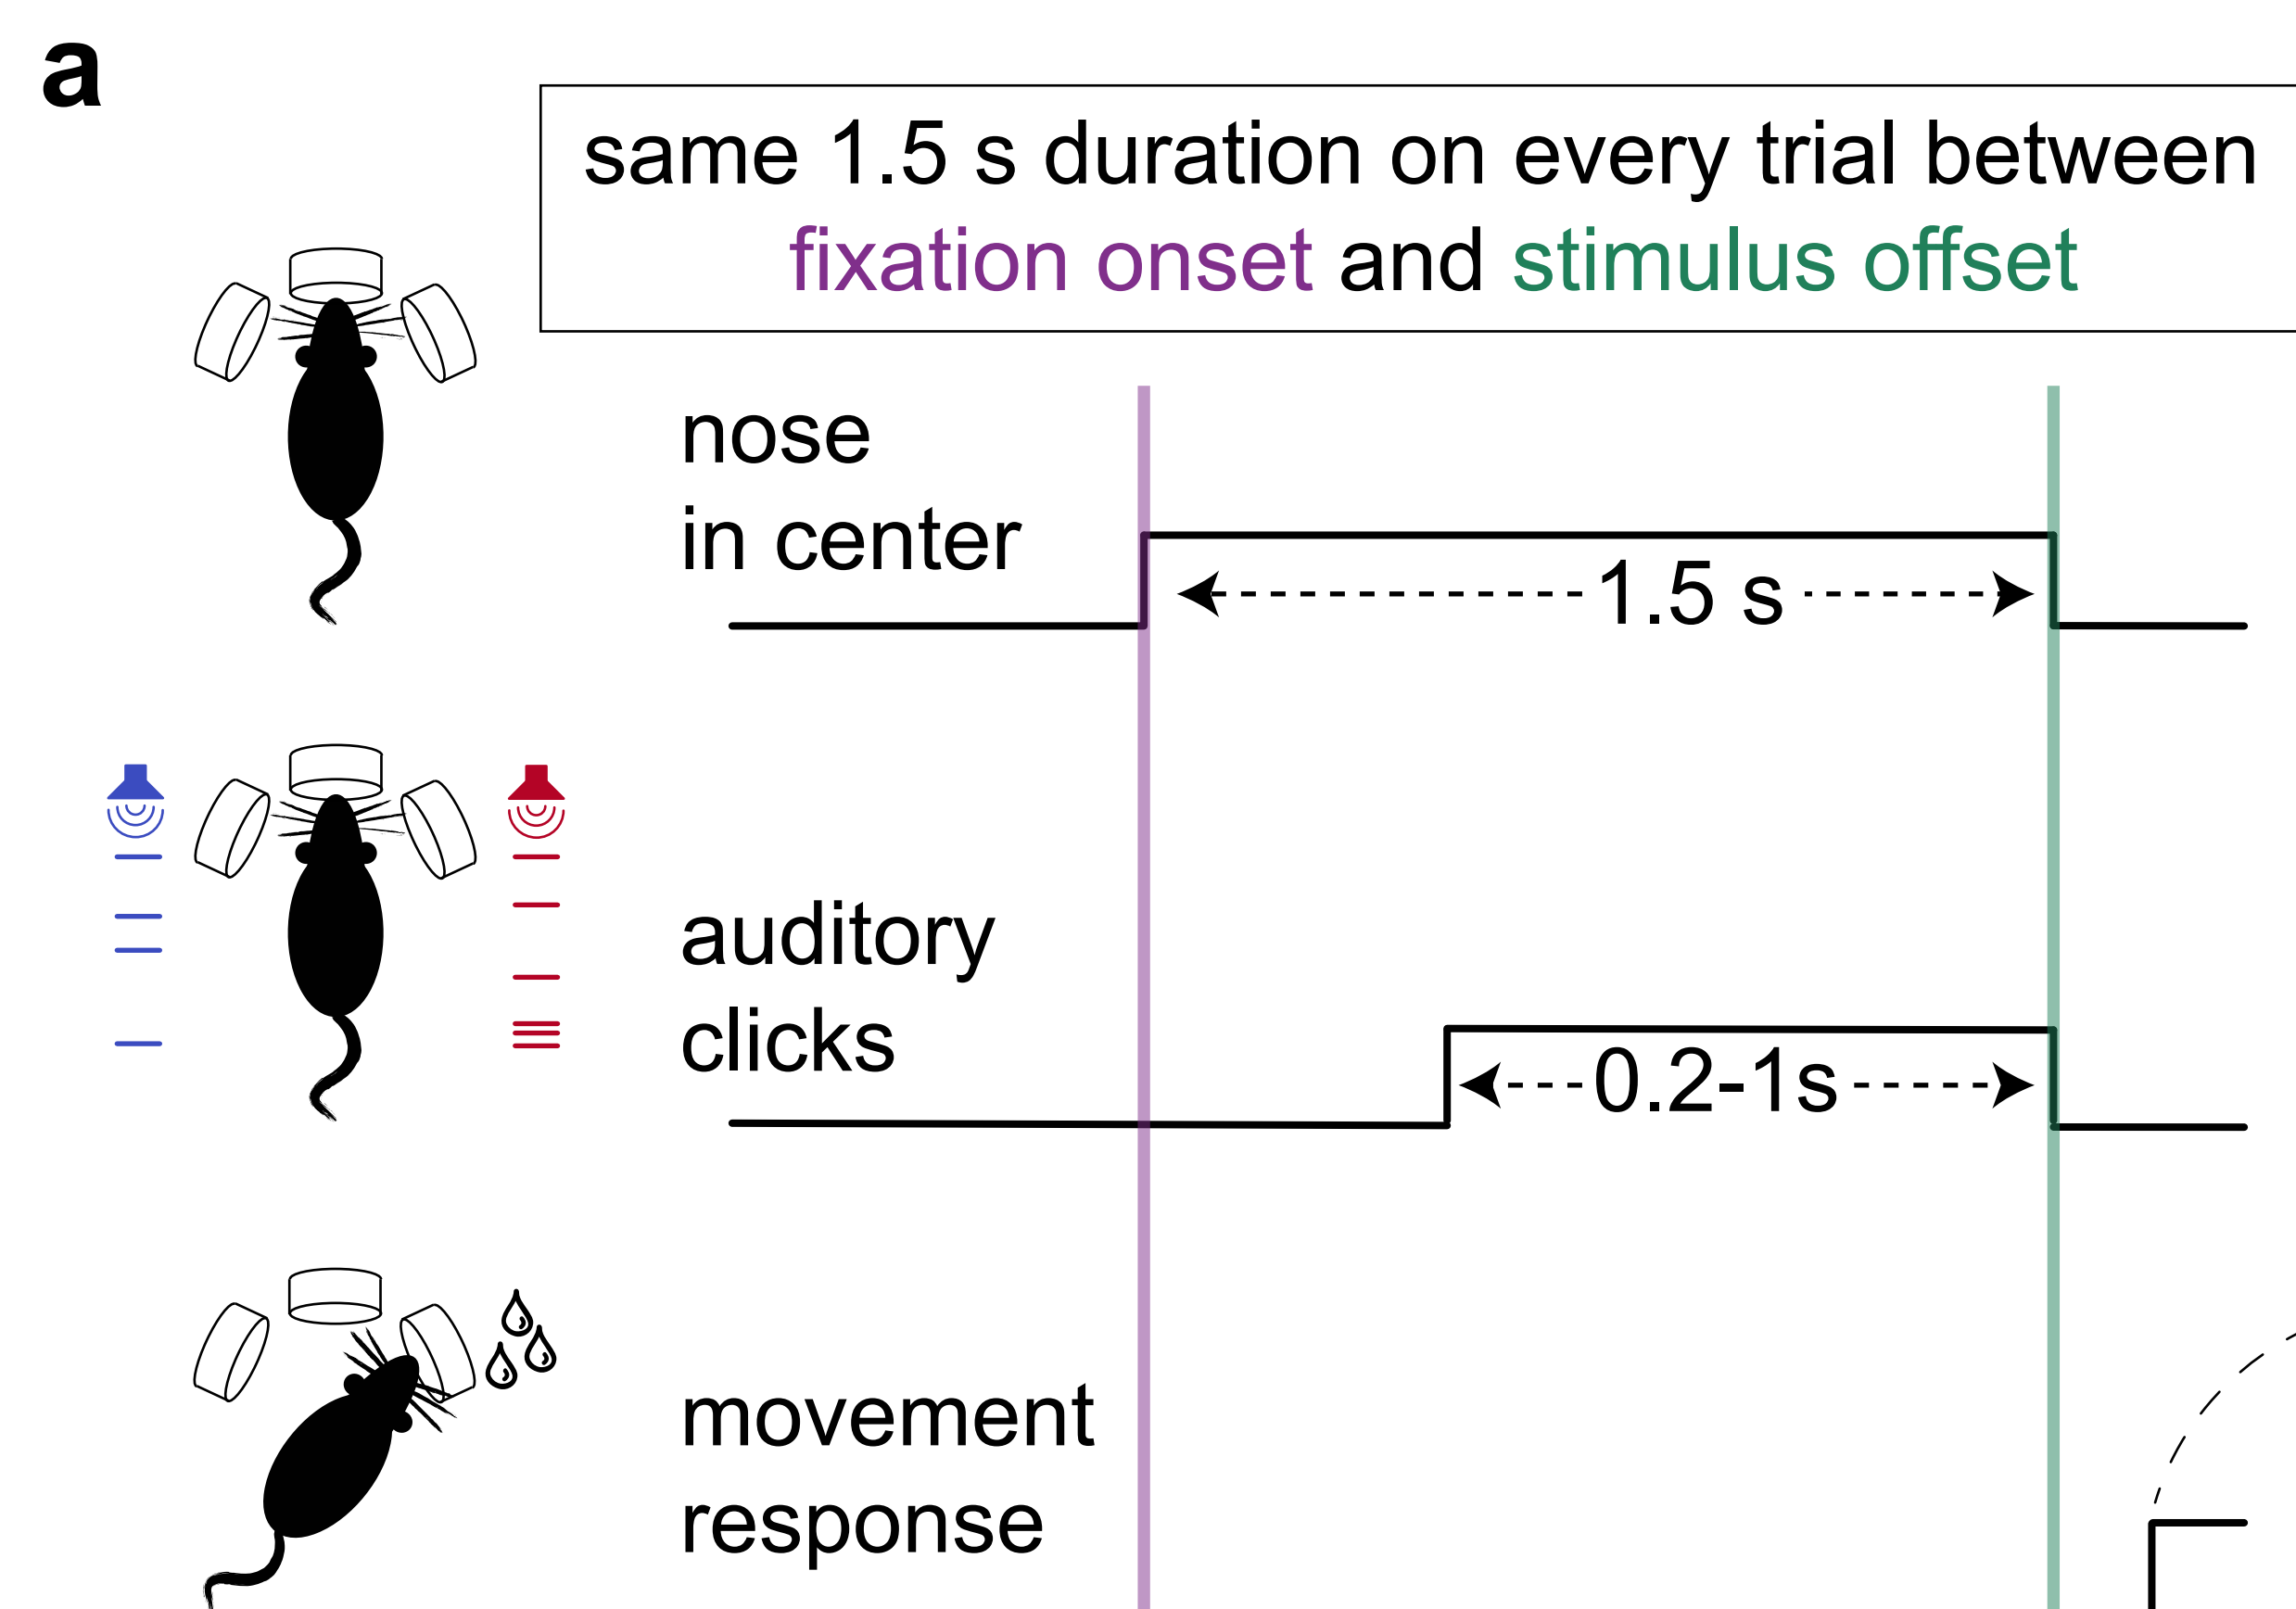 a
same 1.5 s duration on every trial between
fixation onset and stimulus offset
nose
in center
1.5 s
auditory
clicks
0.2-1s
movement
response